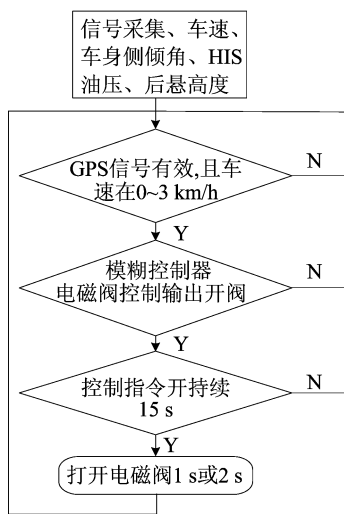 信号采集、车速、
车身侧倾角、HIS
油压、后悬高度
GPS信号有效,且车
速在0~3 km/h
N
Y
模糊控制器
电磁阀控制输出开阀
N
Y
控制指令开持续
15 s
N
Y
打开电磁阀1 s或2 s